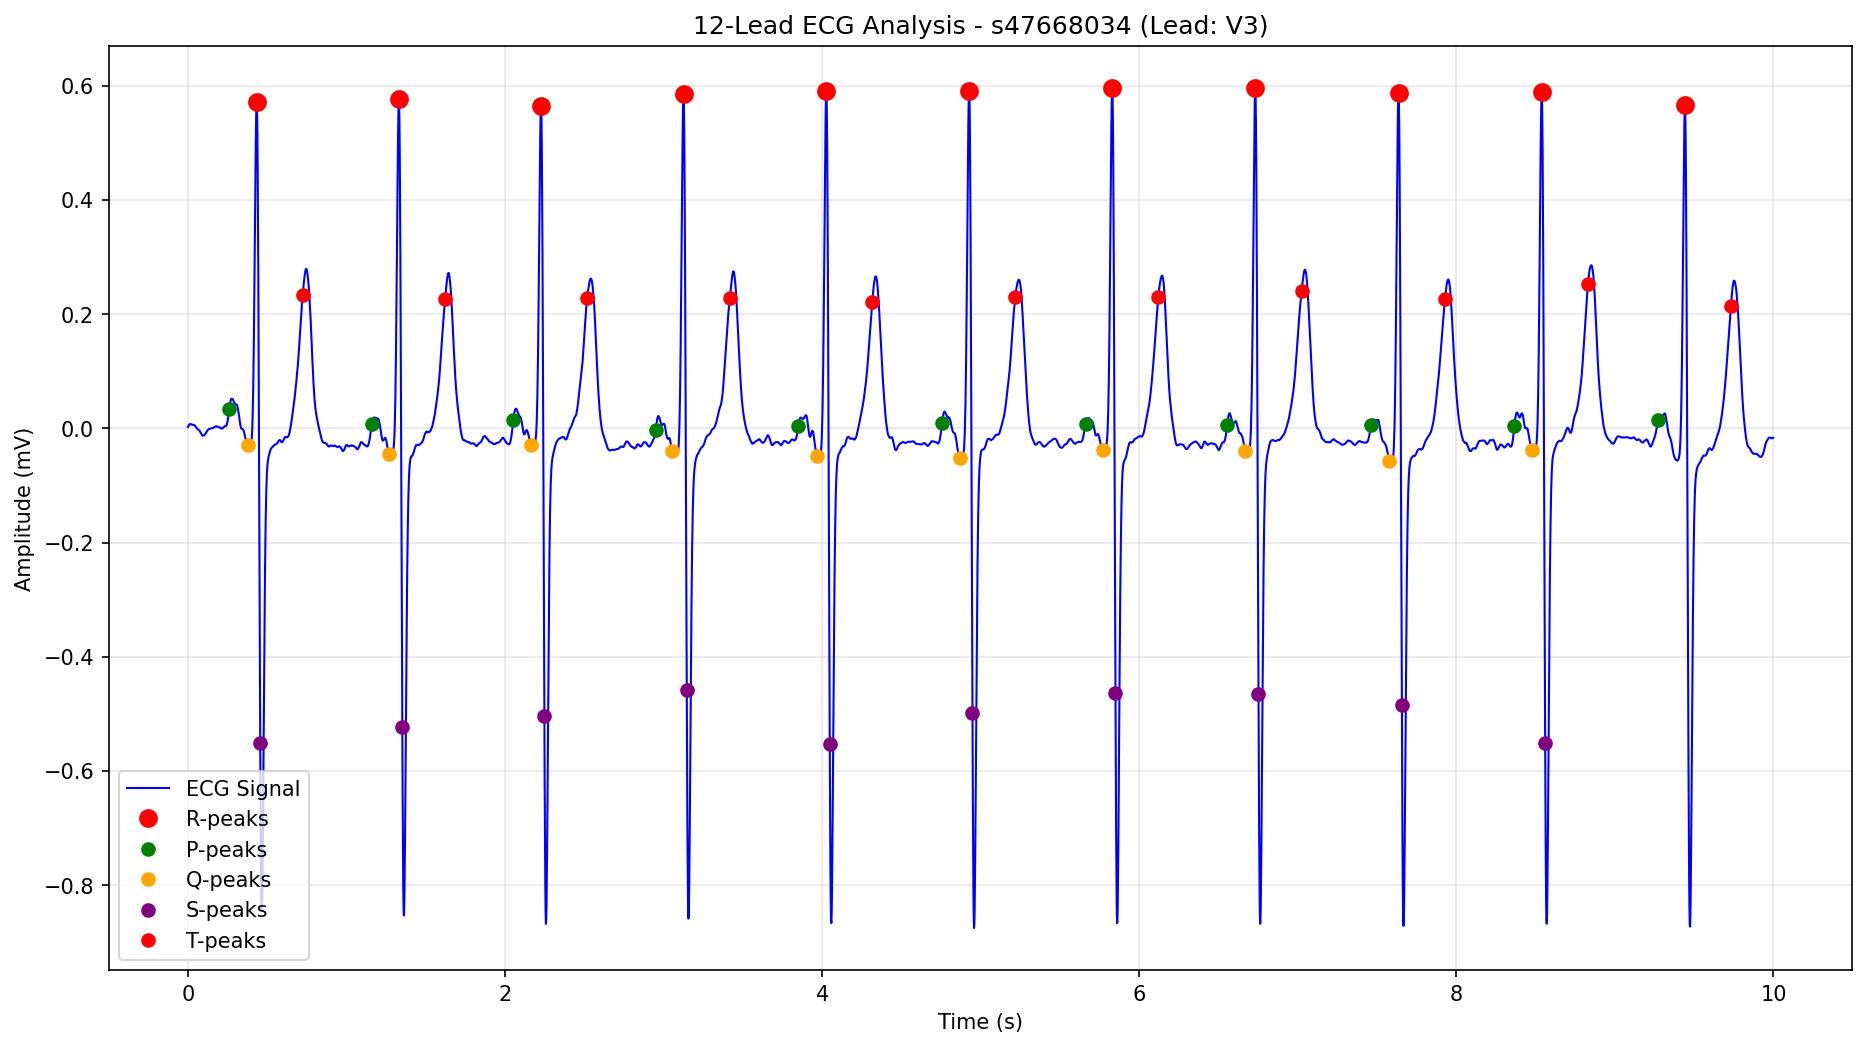 12-Lead ECG Analysis - s47668034 (Lead: V3)
Amplitude (mV)
0.6
0.4
0.2
0.0
−0.2
−0.4
−0.6
−0.8
ECG Signal
R-peaks
P-peaks
Q-peaks
S-peaks
T-peaks
0 2 4 6 8 10
Time (s)